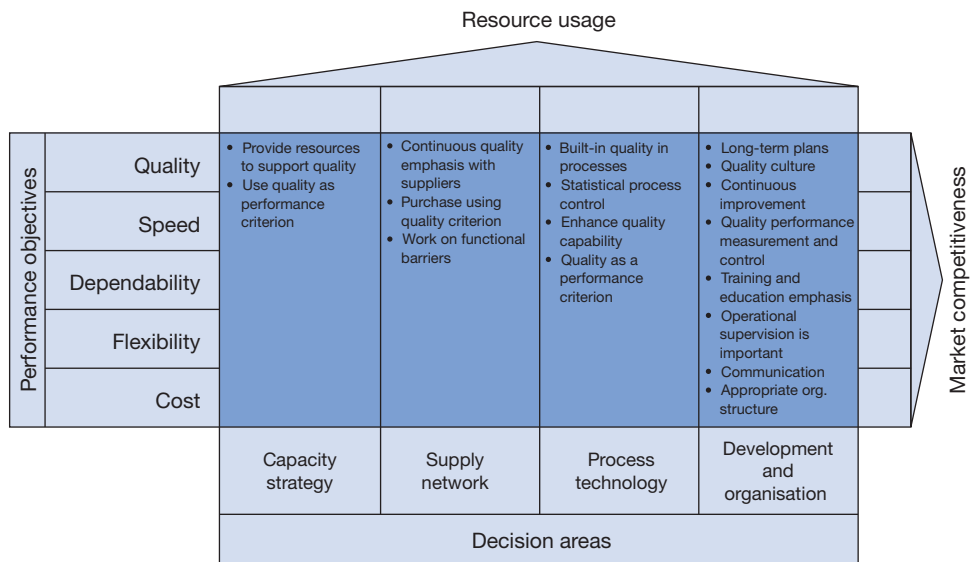 Resource usage
Performance objectives
Quality
Speed
Dependability
Flexibility
Cost
• Provide resources
to support quality
• Use quality as
performance
criterion
• Continuous quality
emphasis with
suppliers
• Purchase using
quality criterion
• Work on functional
barriers
• Built-in quality in
processes
• Statistical process
control
• Enhance quality
capability
• Quality as a
performance
criterion
• Long-term plans
• Quality culture
• Continuous
improvement
• Quality performance
measurement and
control
• Training and
education emphasis
• Operational
supervision is
important
• Communication
• Appropriate org.
structure
Market competitiveness
Capacity
strategy
Supply
network
Process
technology
Development
and
organisation
Decision areas